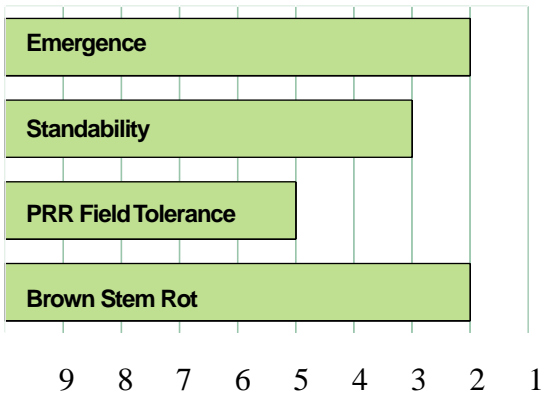 Emergence
Standability
PRR Field Tolerance
Brown Stem Rot
9 8 7 6 5 4 3 2 1